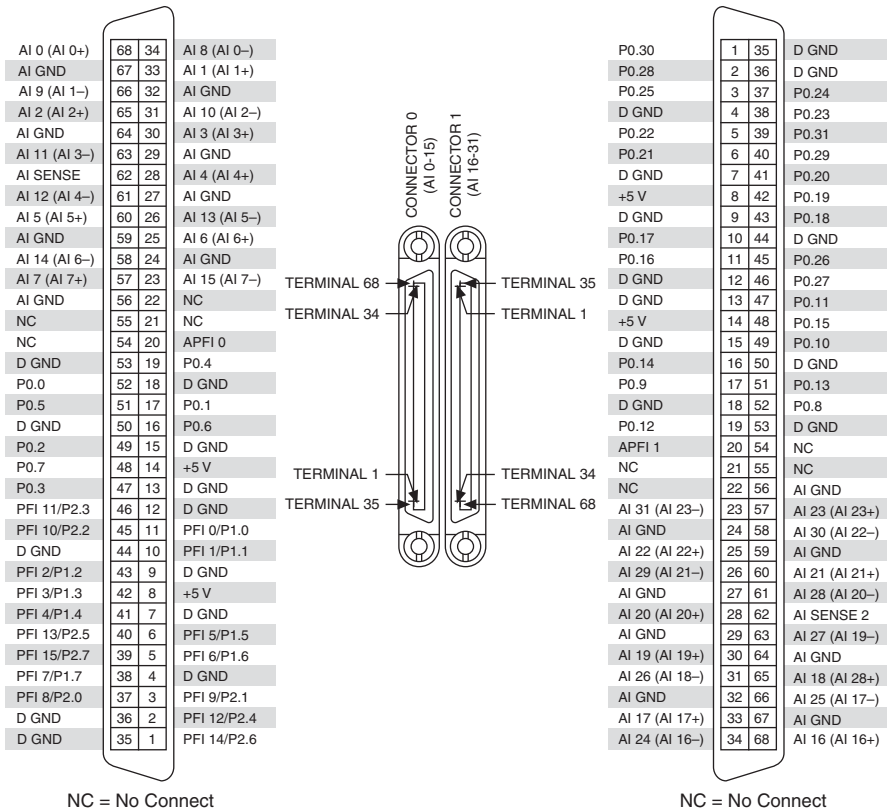 AI 0 (AI 0+) 68 34 AI 8 (AI 0–)
AI GND 67 33 AI 1 (AI 1+)
AI 9 (AI 1–) 66 32 AI GND
AI 2 (AI 2+) 65 31 AI 10 (AI 2–)
AI GND 64 30 AI 3 (AI 3+)
AI 11 (AI 3–) 63 29 AI GND
AI SENSE 62 28 AI 4 (AI 4+)
AI 12 (AI 4–) 61 27 AI GND
AI 5 (AI 5+) 60 26 AI 13 (AI 5–)
AI GND 59 25 AI 6 (AI 6+)
AI 14 (AI 6–) 58 24 AI GND
AI 7 (AI 7+) 57 23 AI 15 (AI 7–)
AI GND 56 22 NC
NC 55 21 NC
NC 54 20 APFI 0
D GND 53 19 P0.4
P0.0 52 18 D GND
P0.5 51 17 P0.1
D GND 50 16 P0.6
P0.2 49 15 D GND
P0.7 48 14 +5 V
P0.3 47 13 D GND
PFI 11/P2.3 46 12 D GND
PFI 10/P2.2 45 11 PFI 0/P1.0
D GND 44 10 PFI 1/P1.1
PFI 2/P1.2 43 9 D GND
PFI 3/P1.3 42 8 +5 V
PFI 4/P1.4 41 7 D GND
PFI 13/P2.5 40 6 PFI 5/P1.5
PFI 15/P2.7 39 5 PFI 6/P1.6
PFI 7/P1.7 38 4 D GND
PFI 8/P2.0 37 3 PFI 9/P2.1
D GND 36 2 PFI 12/P2.4
D GND 35 1 PFI 14/P2.6
NC = No Connect
CONNECTOR 0
(AI 0-15)
CONNECTOR 1
(AI 16-31)
TERMINAL 68
TERMINAL 34
TERMINAL 35
TERMINAL 1
TERMINAL 1
TERMINAL 35
TERMINAL 34
TERMINAL 68
P0.30 1 35 D GND
P0.28 2 36 D GND
P0.25 3 37 P0.24
D GND 4 38 P0.23
P0.22 5 39 P0.31
P0.21 6 40 P0.29
D GND 7 41 P0.20
+5 V 8 42 P0.19
D GND 9 43 P0.18
P0.17 10 44 D GND
P0.16 11 45 P0.26
D GND 12 46 P0.27
D GND 13 47 P0.11
+5 V 14 48 P0.15
D GND 15 49 P0.10
P0.14 16 50 D GND
P0.9 17 51 P0.13
D GND 18 52 P0.8
P0.12 19 53 D GND
APFI 1 20 54 NC
NC 21 55 NC
NC 22 56 AI GND
AI 31 (AI 23–) 23 57 AI 23 (AI 23+)
AI GND 24 58 AI 30 (AI 22–)
AI 22 (AI 22+) 25 59 AI GND
AI 29 (AI 21–) 26 60 AI 21 (AI 21+)
AI GND 27 61 AI 28 (AI 20–)
AI 20 (AI 20+) 28 62 AI SENSE 2
AI GND 29 63 AI 27 (AI 19–)
AI 19 (AI 19+) 30 64 AI GND
AI 26 (AI 18–) 31 65 AI 18 (AI 28+)
AI GND 32 66 AI 25 (AI 17–)
AI 17 (AI 17+) 33 67 AI GND
AI 24 (AI 16–) 34 68 AI 16 (AI 16+)
NC = No Connect